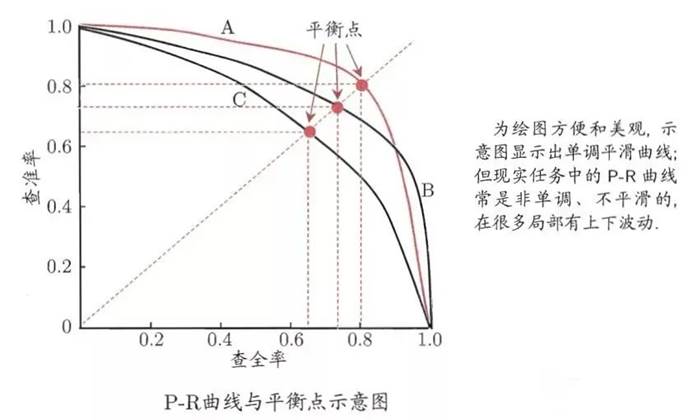 1.0
A
平衡点
0.8
C
0.6
查准率
B
0.4
0.2
0
0.2
0.4
0.6
0.8
1.0
查全率
P-R曲线与平衡点示意图
为绘图方便和美观, 示
意图显示出单调平滑曲线;
但现实任务中的 P-R 曲线
常是非单调、不平滑的,
在很多局部有上下波动.